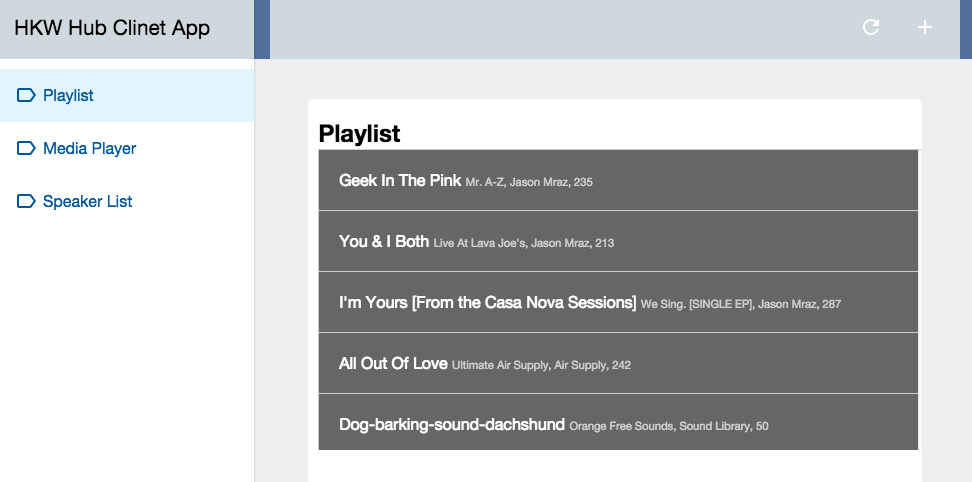 HKW Hub Clinet App
Playlist
Media Player
Speaker List
Playlist
Geek In The Pink Mr. A-Z, Jason Mraz, 235
You & I Both Live At Lava Joe's, Jason Mraz, 213
I'm Yours [From the Casa Nova Sessions] We Sing. [SINGLE EP], Jason Mraz, 287
All Out Of Love Ultimate Air Supply, Air Supply, 242
Dog-barking-sound-dachshund Orange Free Sounds, Sound Library, 50